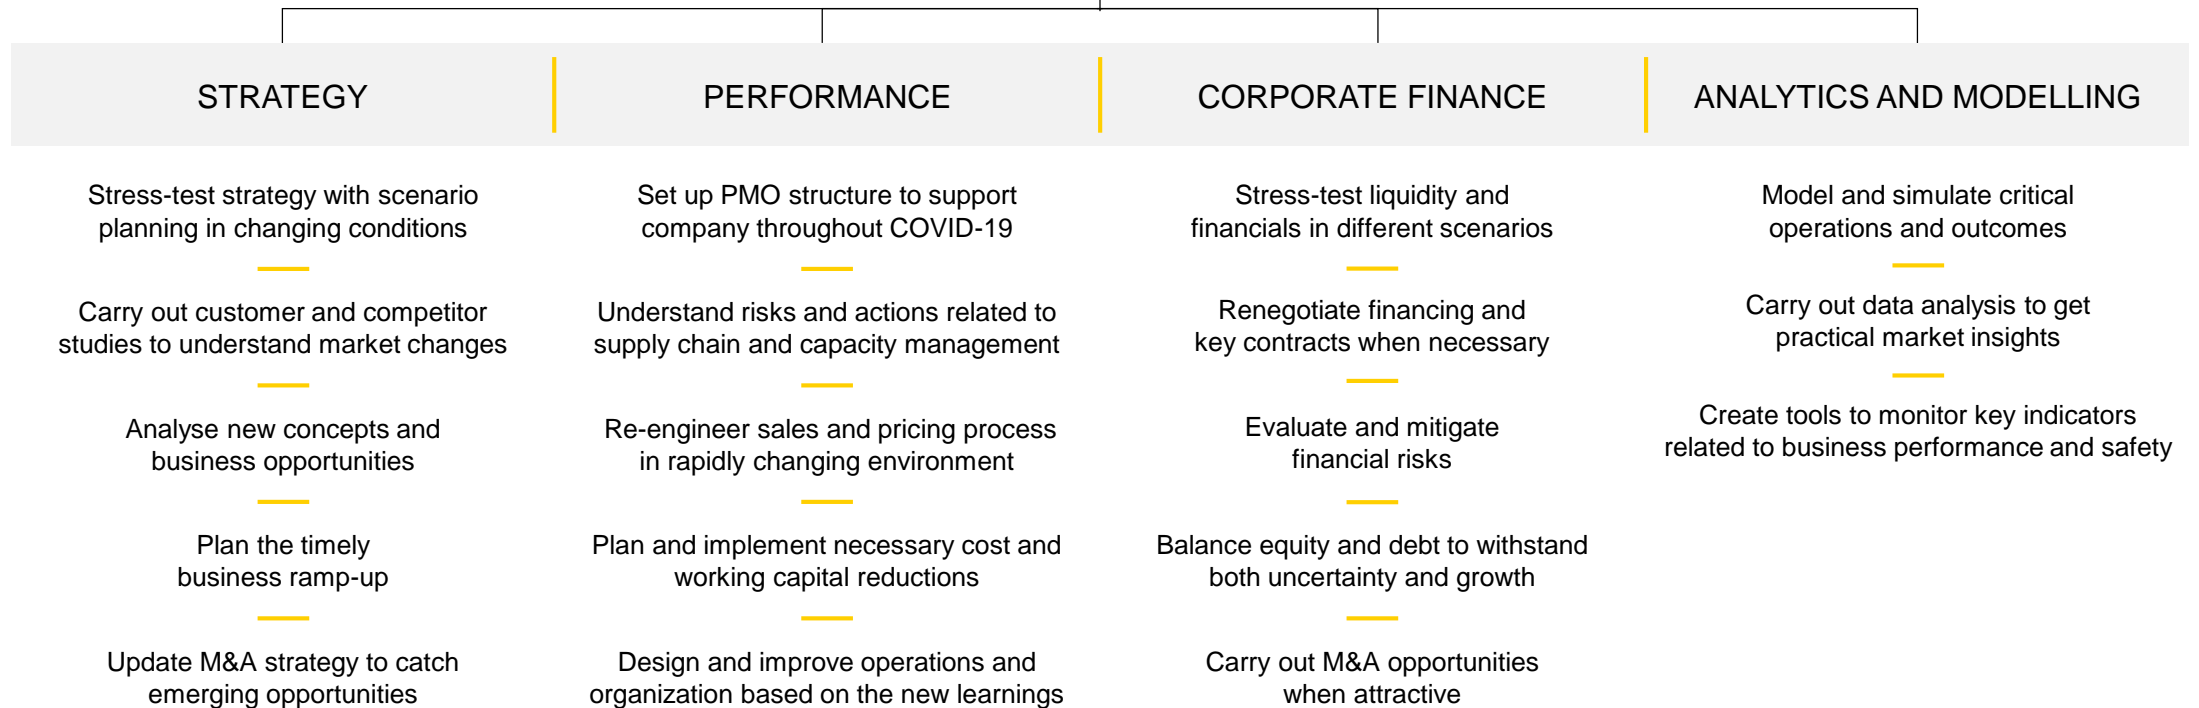 STRATEGY
Stress-test strategy with scenario
planning in changing conditions
Carry out customer and competitor
studies to understand market changes
Analyse new concepts and
business opportunities
Plan the timely
business ramp-up
Update M&A strategy to catch
emerging opportunities
PERFORMANCE
Set up PMO structure to support
company throughout COVID-19
Understand risks and actions related to
supply chain and capacity management
Re-engineer sales and pricing process
in rapidly changing environment
Plan and implement necessary cost and
working capital reductions
Design and improve operations and
organization based on the new learnings
CORPORATE FINANCE
Stress-test liquidity and
financials in different scenarios
Renegotiate financing and
key contracts when necessary
Evaluate and mitigate
financial risks
Balance equity and debt to withstand
both uncertainty and growth
Carry out M&A opportunities
when attractive
ANALYTICS AND MODELLING
Model and simulate critical
operations and outcomes
Carry out data analysis to get
practical market insights
Create tools to monitor key indicators
related to business performance and safety